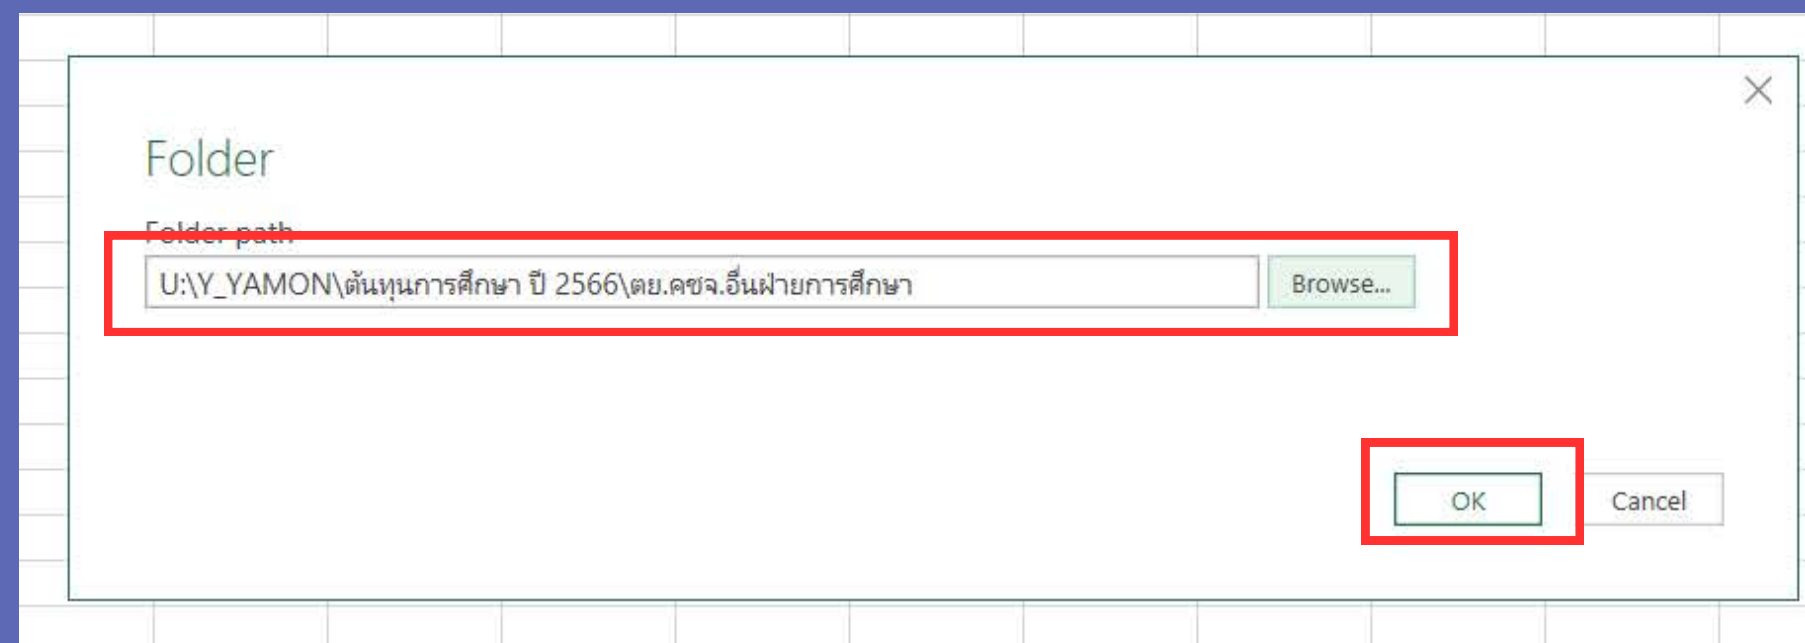 Folder
Folder path
U:\Y_YAMON\ต้นทุนการศึกษา ปี 2566\ตย.คชจ.อื่นฝ่ายการศึกษา
Browse...
OK
Cancel